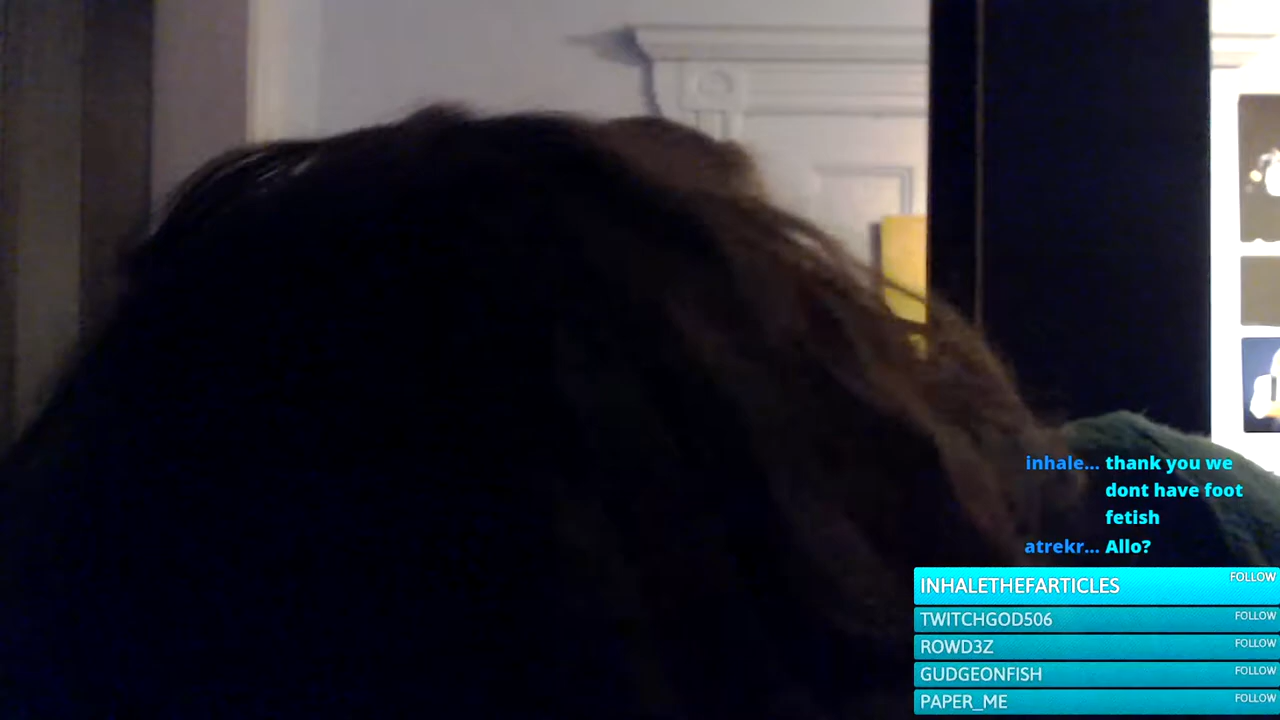 inhale... thank you we
dont have foot
fetish
atrekr... Allo?
INHALETHEFARTICLES FOLLOW
TWITCHGOD506 FOLLOW
ROWD3Z FOLLOW
GUDGEONFISH FOLLOW
PAPER_ME FOLLOW